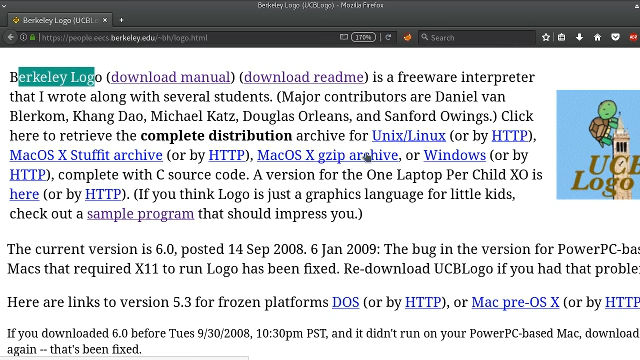 Berkeley Logo (UCBLogo) - Mozilla Firefox
Berkeley Logo (UCBLo
https://people.eecs.berkeley.edu/~bh/logo.html
170%
Search
Berkeley Logo (download manual) (download readme) is a freeware interpreter
that I wrote along with several students. (Major contributors are Daniel van
Blerkom, Khang Dao, Michael Katz, Douglas Orleans, and Sanford Owings.) Click
here to retrieve the complete distribution archive for Unix/Linux (or by HTTP),
MacOS X Stuffit archive (or by HTTP), MacOS X gzip archive, or Windows (or by
HTTP), complete with C source code. A version for the One Laptop Per Child XO is
here (or by HTTP). (If you think Logo is just a graphics language for little kids,
check out a sample program that should impress you.)
UCB
Logo
The current version is 6.0, posted 14 Sep 2008. 6 Jan 2009: The bug in the version for PowerPC-bas
Macs that required X11 to run Logo has been fixed. Re-download UCBLogo if you had that proble
Here are links to version 5.3 for frozen platforms DOS (or by HTTP), or Mac pre-OS X (or by HTTP
If you downloaded 6.0 before Tues 9/30/2008, 10:30pm PST, and it didn't run on your PowerPC-based Mac, download
again -- that's been fixed.